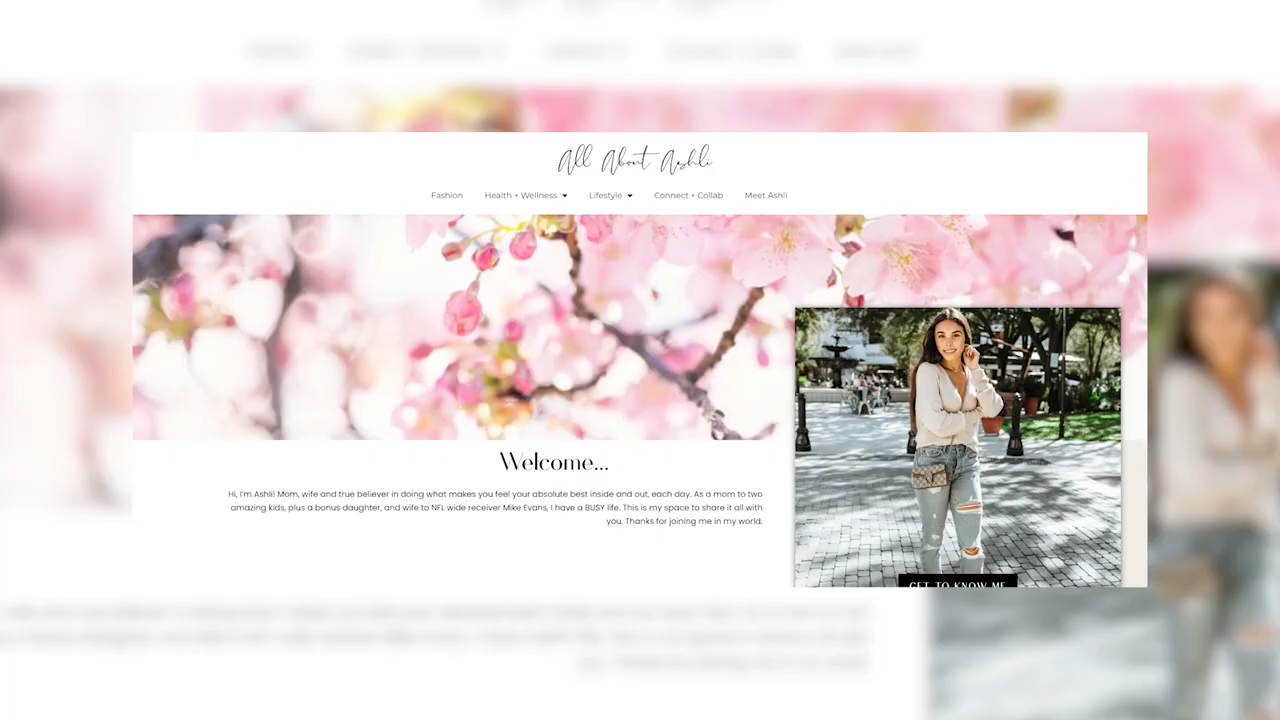 All About Ashli
Fashion Health + Wellness Lifestyle Connect + Collab Meet Ashli
Welcome...
Hi, I'm Ashli! Mom, wife and true believer in doing what makes you feel your absolute best inside and out, each day. As a mom to two
amazing kids, plus a bonus daughter, and wife to NFL wide receiver Mike Evans, I have a BUSY life. This is my space to share it all with
you. Thanks for joining me in my world.
GET TO KNOW ME